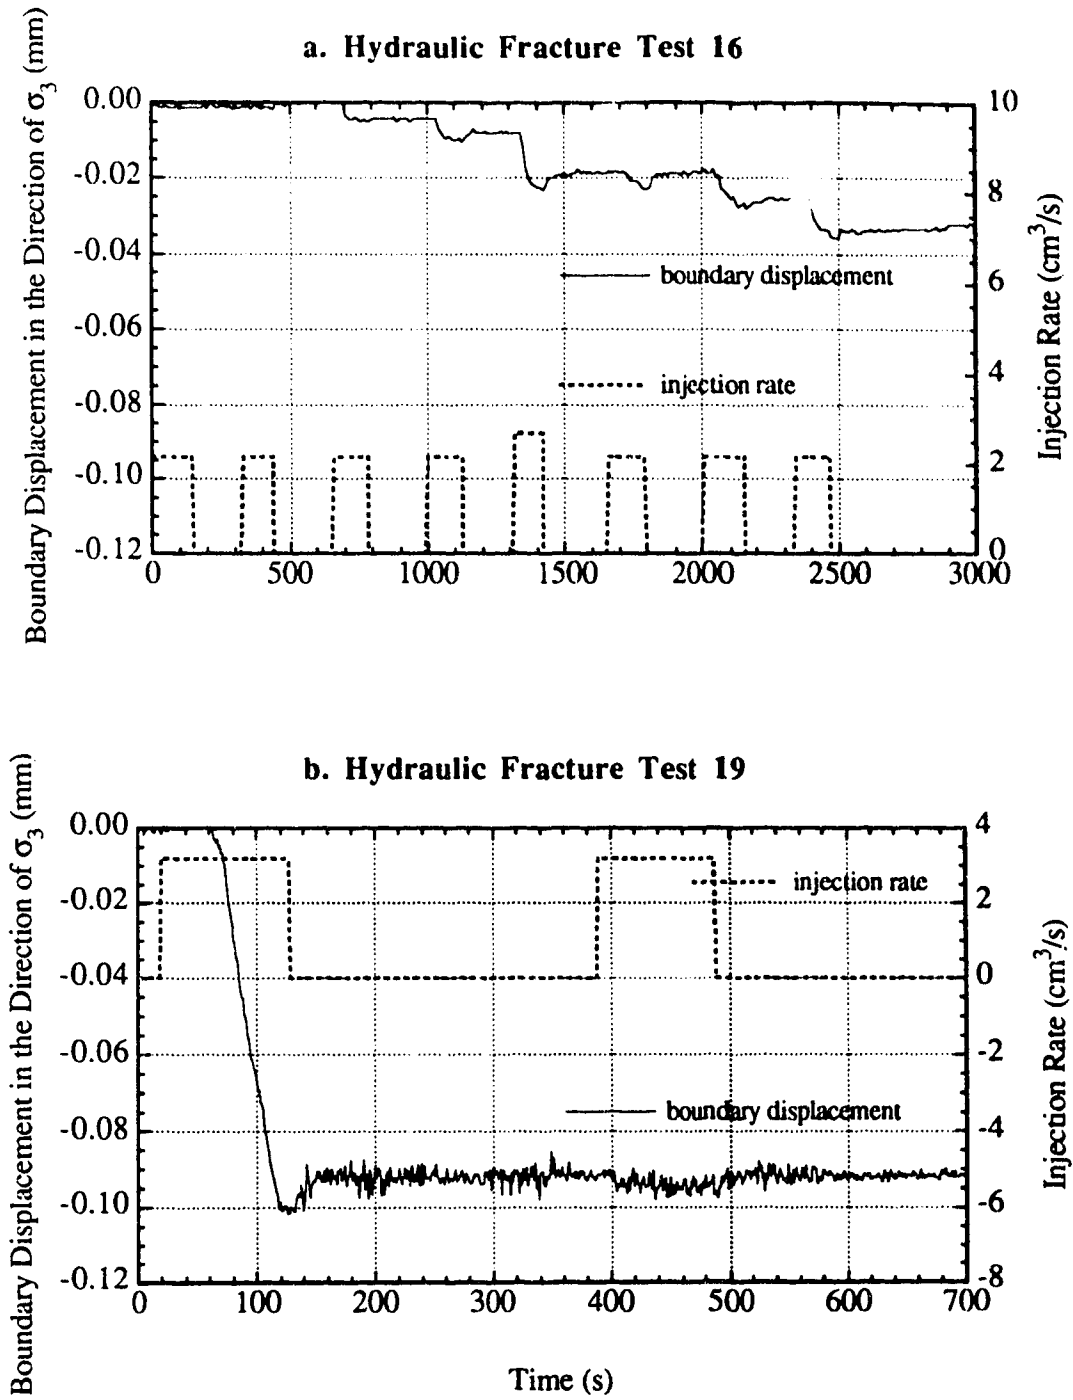 a. Hydraulic Fracture Test 16
Boundary Displacement in the Direction of σ3 (mm)
0.00
-0.02
-0.04
-0.06
-0.08
-0.10
-0.12
10
8
6
4
2
0
Injection Rate (cm3/s)
boundary displacement
injection rate
0 500 1000 1500 2000 2500 3000
b. Hydraulic Fracture Test 19
Boundary Displacement in the Direction of σ3 (mm)
0.00
-0.02
-0.04
-0.06
-0.08
-0.10
-0.12
4
2
0
-2
-4
-6
-8
Injection Rate (cm3/s)
injection rate
boundary displacement
0 100 200 300 400 500 600 700
Time (s)